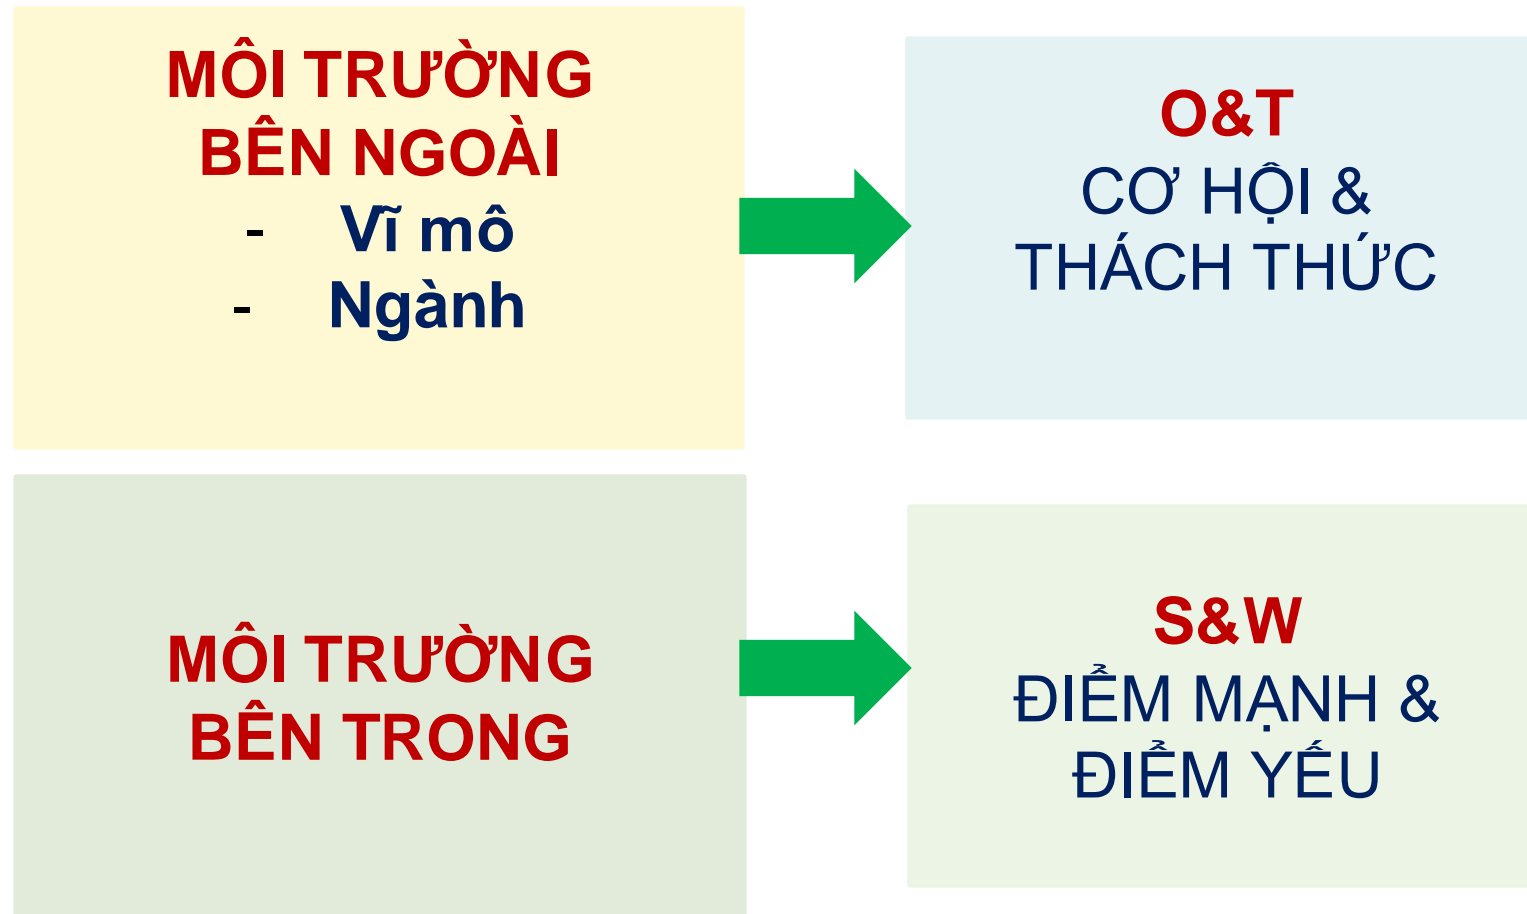 MÔI TRƯỜNG
BÊN NGOÀI
- Vĩ mô
- Ngành
O&T
CƠ HỘI &
THÁCH THỨC
MÔI TRƯỜNG
BÊN TRONG
S&W
ĐIỂM MẠNH &
ĐIỂM YẾU